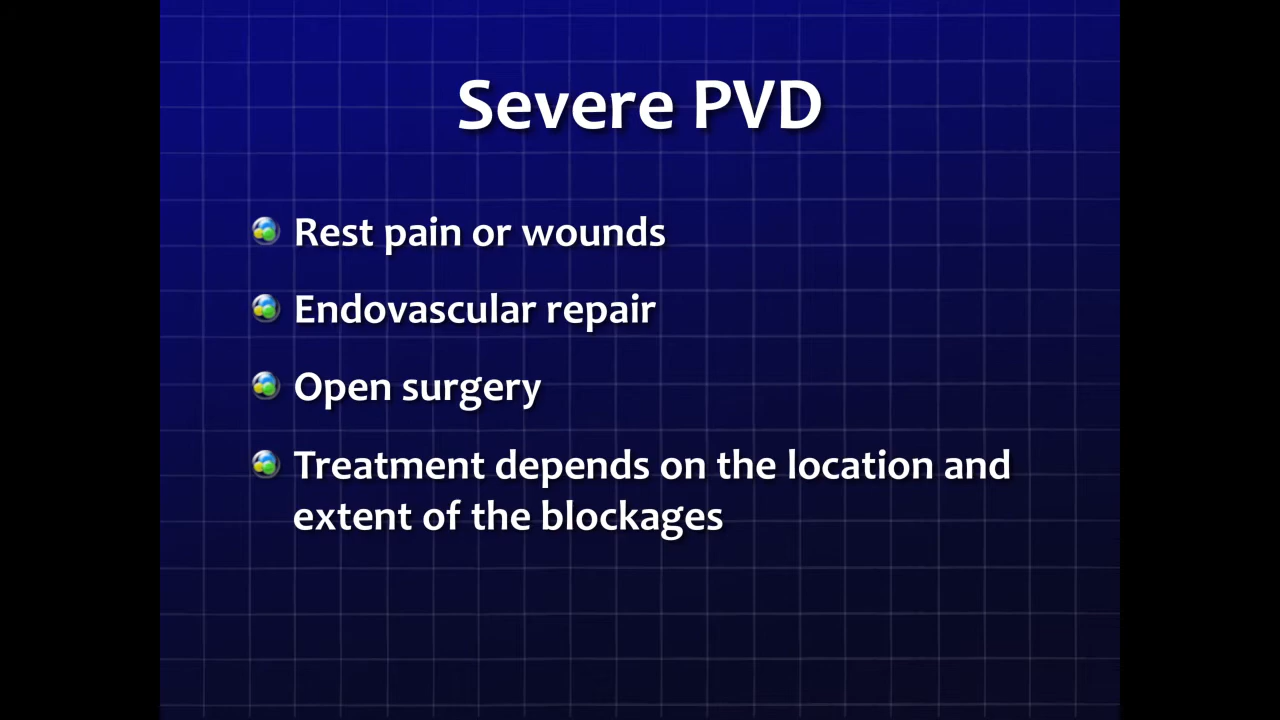 Severe PVD
Rest pain or wounds
Endovascular repair
Open surgery
Treatment depends on the location and
extent of the blockages